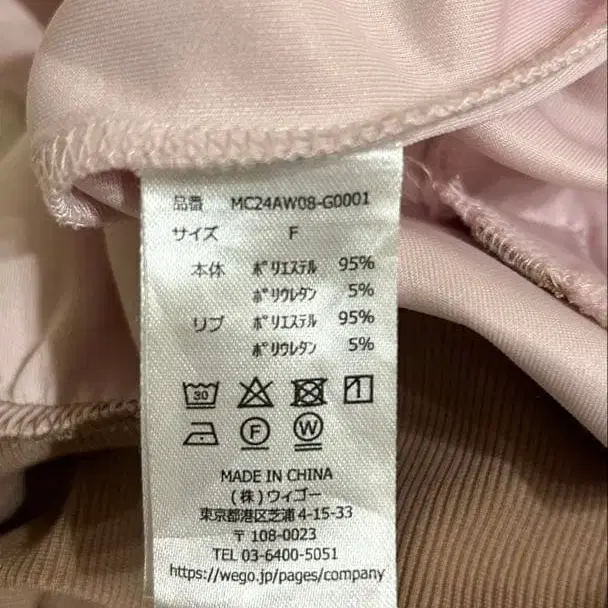 品番 MC24AW08-G0001
サイズ F
本体 ポリエステル 95%
ポリウレタン 5%
リブ ポリエステル 95%
ポリウレタン 5%
30
F W
MADE IN CHINA
(株)ウィゴー
東京都港区芝浦4-15-33
〒108-0023
TEL 03-6400-5051
https://wego.jp/pages/company